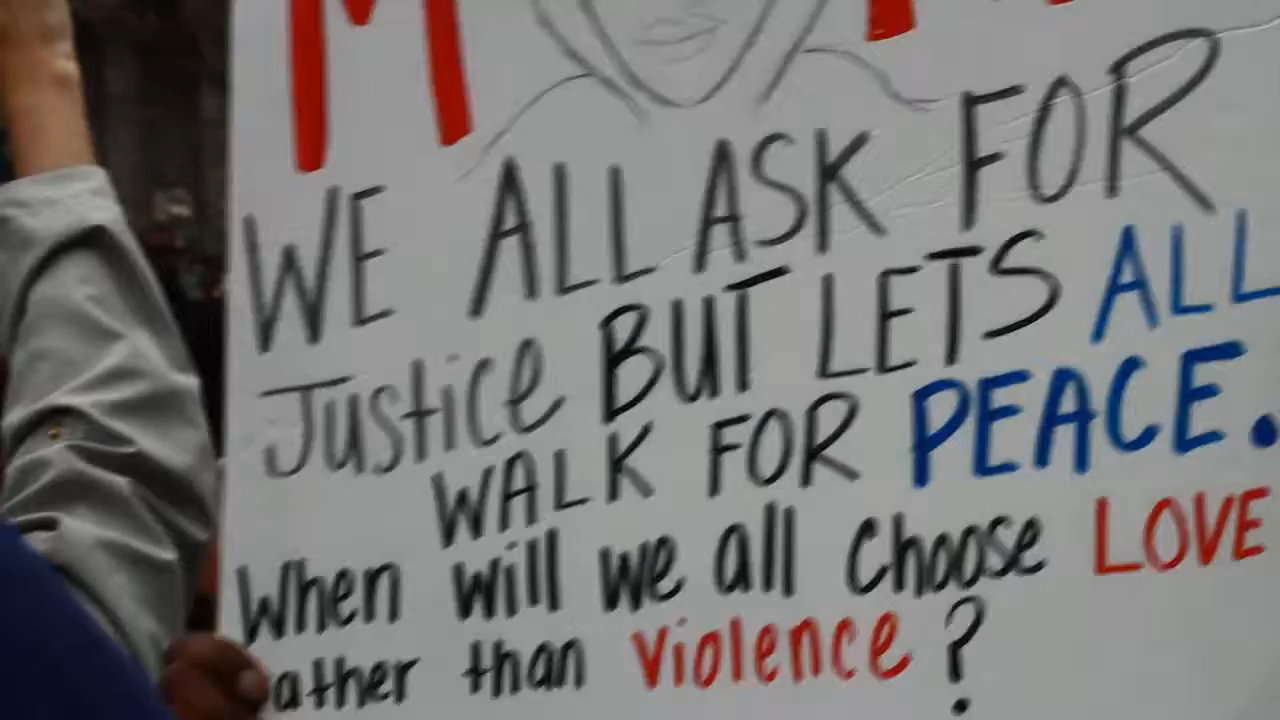 WE ALL ASK FOR
Justice BUT LETS ALL
WALK FOR PEACE.
When will we all choose LOVE
rather than violence?